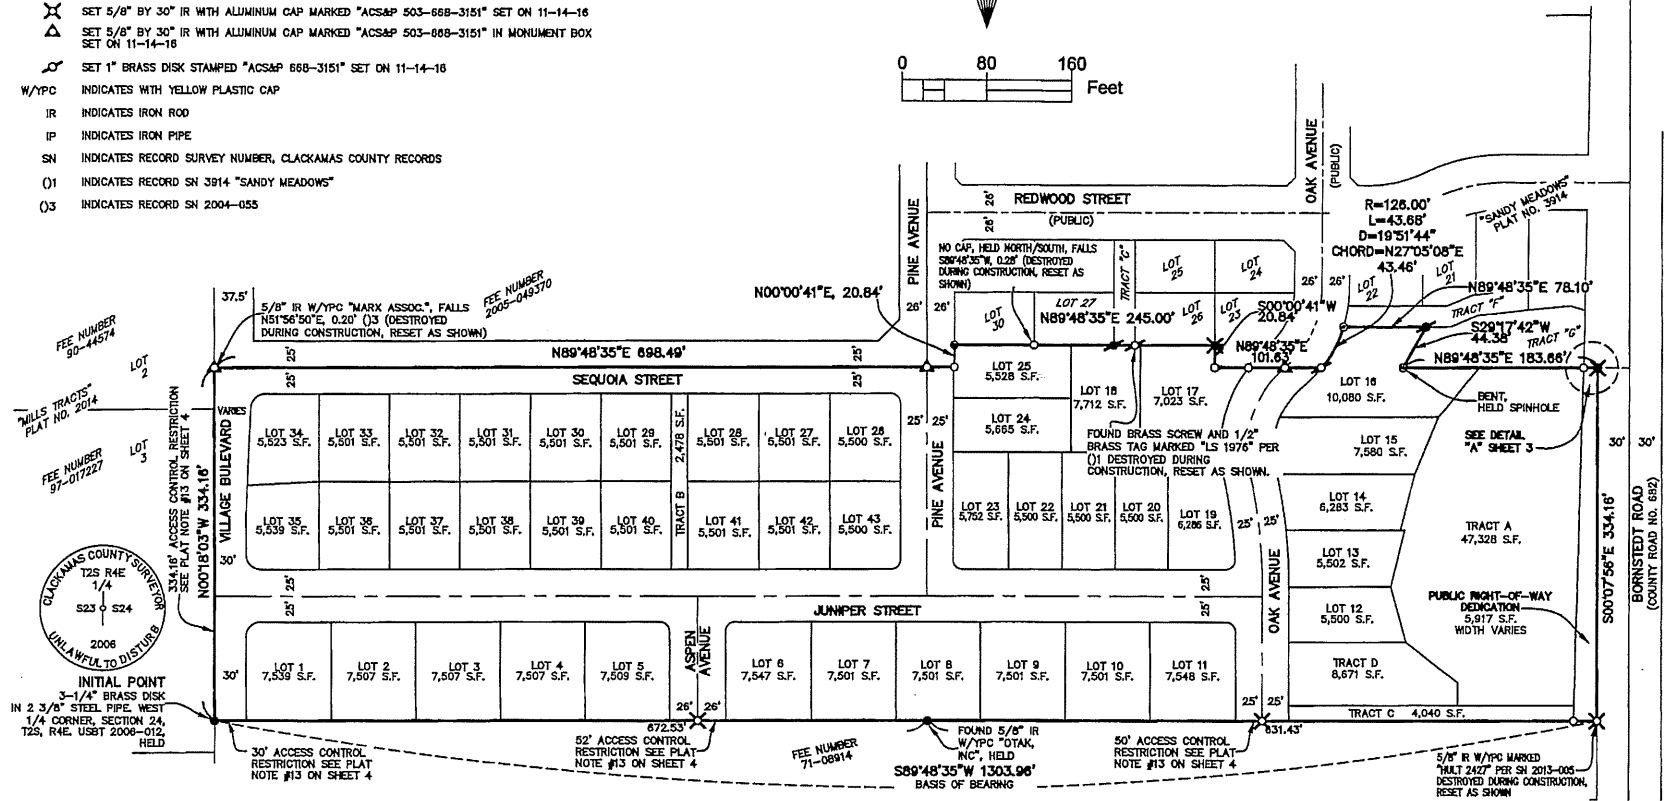 SET 5/8" BY 30" IR WITH ALUMINUM CAP MARKED "ACS&P 503-668-3151" SET ON 11-14-16
SET 5/8" BY 30" IR WITH ALUMINUM CAP MARKED "ACS&P 503-668-3151" IN MONUMENT BOX
SET ON 11-14-16
SET 1" BRASS DISK STAMPED "ACS&P 668-3151" SET ON 11-14-16
W/YPC INDICATES WITH YELLOW PLASTIC CAP
IR INDICATES IRON ROD
IP INDICATES IRON PIPE
SN INDICATES RECORD SURVEY NUMBER, CLACKAMAS COUNTY RECORDS
()1 INDICATES RECORD SN 3914 "SANDY MEADOWS"
()3 INDICATES RECORD SN 2004-055
0 80 160
Feet
OAK AVENUE
(PUBLIC)
PINE AVENUE
26'
REDWOOD STREET
(PUBLIC)
26'
R=126.00'
L=43.68'
D=19°51'44"
CHORD=N27°05'08"E
43.46'
"SANDY MEADOWS"
PLAT NO. 3914
NO CAP, HELD NORTH/SOUTH, FALLS
S89°48'35"W, 0.28' (DESTROYED
DURING CONSTRUCTION, RESET AS
SHOWN)
TRACT "C"
LOT 25
LOT 24
26' 26'
LOT 22
LOT 21
N89°48'35"E 78.10'
TRACT "F"
S29°17'42"W
44.38'
TRACT "G"
N89°48'35"E 183.66'
37.5'
FEE NUMBER
2005-049370
5/8" IR W/YPC "MARX ASSOC.", FALLS
N51°56'50"E, 0.20' ()3 (DESTROYED
DURING CONSTRUCTION, RESET AS SHOWN)
N00°00'41"E, 20.84'
26' 26'
LOT 30
LOT 27
N89°48'35"E 245.00'
LOT 26
LOT 23
S00°00'41"W
20.84'
N89°48'35"E
101.63'
FEE NUMBER
90-44574
LOT 2
"MILLS TRACTS"
PLAT NO. 2014
LOT 3
FEE NUMBER
97-017227
25'
N89°48'35"E 698.49'
25'
25'
SEQUOIA STREET
25'
VARIES
VILLAGE BULEVARD
30'
334.16' ACCESS CONTROL RESTRICTION
SEE PLAT NOTE #13 ON SHEET 4
N00°18'03"W 334.16'
LOT 34
5,523 S.F.
LOT 33
5,501 S.F.
LOT 32
5,501 S.F.
LOT 31
5,501 S.F.
LOT 30
5,501 S.F.
LOT 29
5,501 S.F.
TRACT B 2,478 S.F.
LOT 28
5,501 S.F.
LOT 27
5,501 S.F.
LOT 26
5,500 S.F.
LOT 35
5,539 S.F.
LOT 36
5,501 S.F.
LOT 37
5,501 S.F.
LOT 38
5,501 S.F.
LOT 39
5,501 S.F.
LOT 40
5,501 S.F.
LOT 41
5,501 S.F.
LOT 42
5,501 S.F.
LOT 43
5,500 S.F.
25' 25'
PINE AVENUE
LOT 25
5,528 S.F.
LOT 24
5,665 S.F.
LOT 18
7,712 S.F.
LOT 17
7,023 S.F.
FOUND BRASS SCREW AND 1/2"
BRASS TAG MARKED "LS 1976" PER
()1 DESTROYED DURING
CONSTRUCTION, RESET AS SHOWN.
LOT 23
5,752 S.F.
LOT 22
5,500 S.F.
LOT 21
5,500 S.F.
LOT 20
5,500 S.F.
LOT 19
6,286 S.F.
25' 25'
OAK AVENUE
LOT 16
10,080 S.F.
BENT,
HELD SPINHOLE
SEE DETAIL
"A" SHEET 3
LOT 15
7,580 S.F.
LOT 14
6,283 S.F.
LOT 13
5,502 S.F.
LOT 12
5,500 S.F.
TRACT D
8,671 S.F.
TRACT C 4,040 S.F.
TRACT A
47,328 S.F.
PUBLIC RIGHT-OF-WAY
DEDICATION
5,917 S.F.
WIDTH VARIES
30' 30'
S00°07'56"E 334.16'
BORNSTEDT ROAD
(COUNTY ROAD NO. 682)
CLACKAMAS COUNTY SURVEYOR
T2S R4E
1/4
S23 S24
2006
UNLAWFUL TO DISTURB
INITIAL POINT
3-1/4" BRASS DISK
IN 2 3/8" STEEL PIPE. WEST
1/4 CORNER, SECTION 24,
T2S, R4E. USBT 2006-012,
HELD
25'
25'
JUNIPER STREET
25'
25'
30'
LOT 1
7,539 S.F.
LOT 2
7,507 S.F.
LOT 3
7,507 S.F.
LOT 4
7,507 S.F.
LOT 5
7,509 S.F.
ASPEN
AVENUE
LOT 6
7,547 S.F.
LOT 7
7,501 S.F.
LOT 8
7,501 S.F.
LOT 9
7,501 S.F.
LOT 10
7,501 S.F.
LOT 11
7,548 S.F.
26' 26'
672.53'
25' 25'
631.43'
30' ACCESS CONTROL
RESTRICTION SEE PLAT
NOTE #13 ON SHEET 4
52' ACCESS CONTROL
RESTRICTION SEE PLAT
NOTE #13 ON SHEET 4
FEE NUMBER
71-08914
FOUND 5/8" IR
W/YPC "OTAK,
INC", HELD
S89°48'35"W 1303.96'
BASIS OF BEARING
50' ACCESS CONTROL
RESTRICTION SEE PLAT
NOTE #13 ON SHEET 4
5/8" IR W/YPC MARKED
"HULT 2427" PER SN 2013-005
DESTROYED DURING CONSTRUCTION,
RESET AS SHOWN